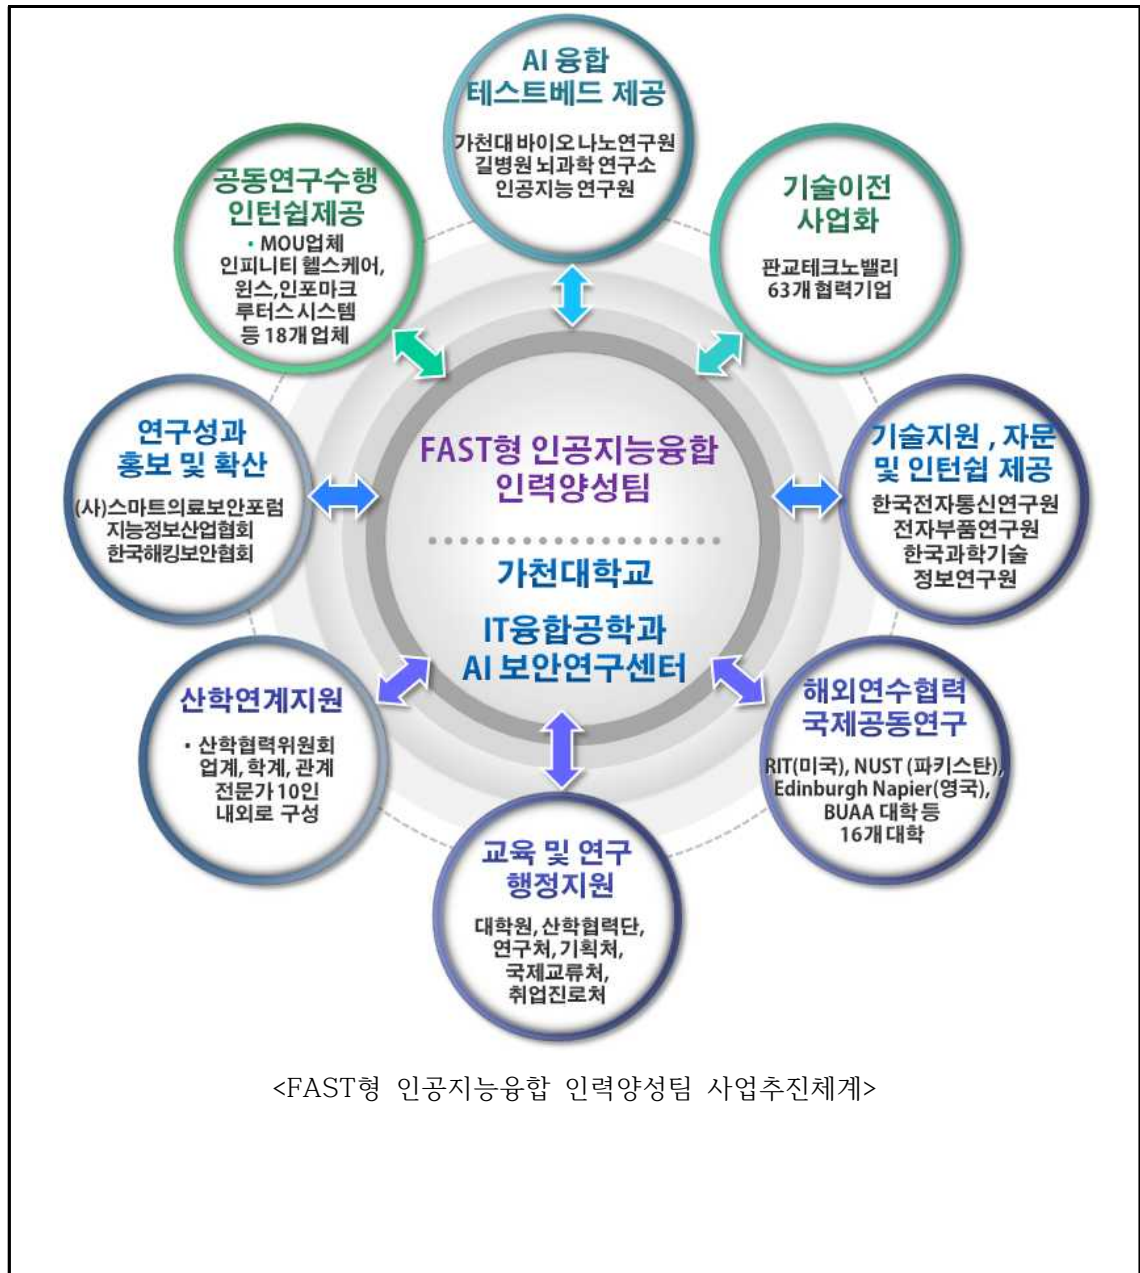 AI 융합
테스트베드 제공
가천대 바이오 나노연구원
길병원 뇌과학 연구소
인공지능 연구원
기술이전
사업화
판교테크노밸리
63개 협력기업
기술지원 , 자문
및 인턴쉽 제공
한국전자통신연구원
전자부품연구원
한국과학기술
정보연구원
해외연수협력
국제공동연구
RIT(미국), NUST (파키스탄),
Edinburgh Napier(영국),
BUAA 대학 등
16개 대학
교육 및 연구
행정지원
대학원, 산학협력단,
연구처, 기획처,
국제교류처,
취업진로처
산학연계지원
• 산학협력위원회
업계, 학계, 관계
전문가 10인
내외로 구성
연구성과
홍보 및 확산
(사)스마트의료보안포럼
지능정보산업협회
한국해킹보안협회
공동연구수행
인턴쉽제공
• MOU업체
인피니티 헬스케어,
윈스,인포마크
루터스 시스템
등 18개 업체
FAST형 인공지능융합
인력양성팀
가천대학교
IT융합공학과
AI 보안연구센터
<FAST형 인공지능융합 인력양성팀 사업추진체계>